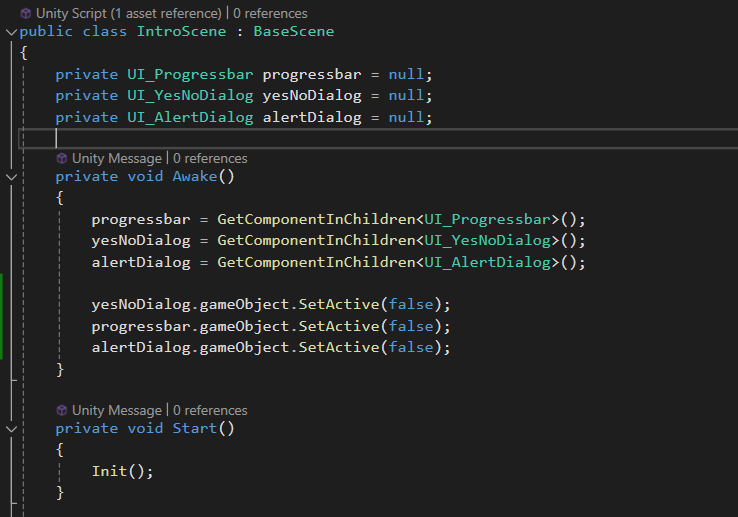 Unity Script (1 asset reference) | 0 references
public class IntroScene : BaseScene
{
private UI_Progressbar progressbar = null;
private UI_YesNoDialog yesNoDialog = null;
private UI_AlertDialog alertDialog = null;
Unity Message | 0 references
private void Awake()
{
progressbar = GetComponentInChildren<UI_Progressbar>();
yesNoDialog = GetComponentInChildren<UI_YesNoDialog>();
alertDialog = GetComponentInChildren<UI_AlertDialog>();
yesNoDialog.gameObject.SetActive(false);
progressbar.gameObject.SetActive(false);
alertDialog.gameObject.SetActive(false);
}
Unity Message | 0 references
private void Start()
{
Init();
}